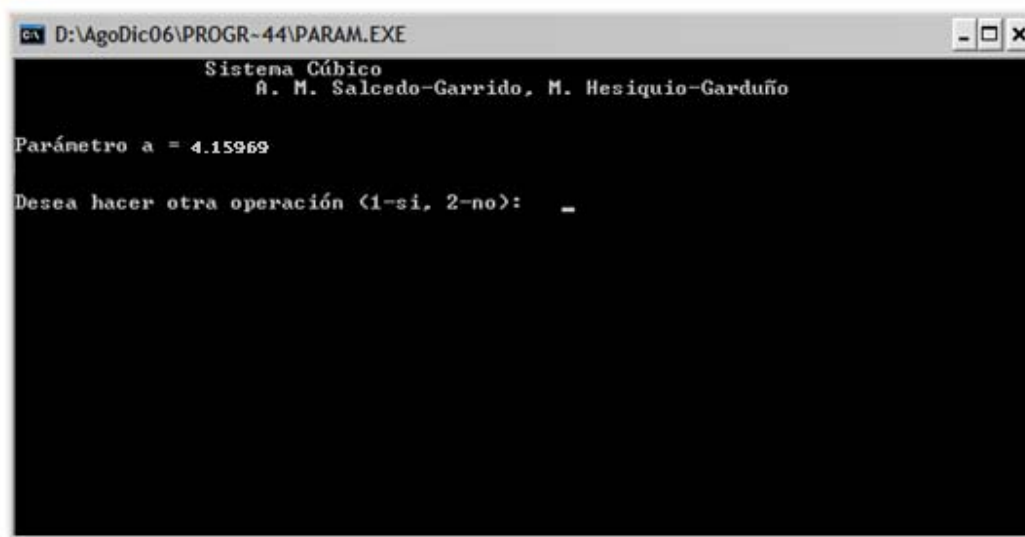 D:\AgoDic06\PROGR~44\PARAM.EXE
Sistema Cúbico
A. M. Salcedo-Garrido, M. Hesiquio-Garduño
Parámetro a = 4.15969
Desea hacer otra operación (1-si, 2-no):